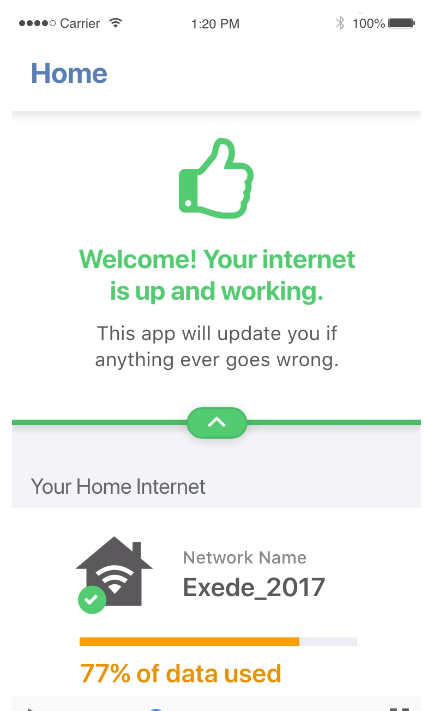 Carrier 1:20 PM 100%
Home
Welcome! Your internet
is up and working.
This app will update you if
anything ever goes wrong.
Your Home Internet
Network Name
Exede_2017
77% of data used